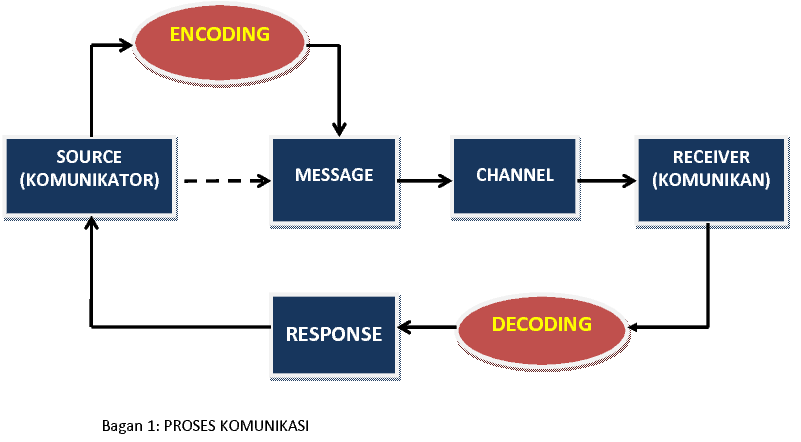 ENCODING
SOURCE
(KOMUNIKATOR)
MESSAGE
CHANNEL
RECEIVER
(KOMUNIKAN)
RESPONSE
DECODING
Bagan 1: PROSES KOMUNIKASI